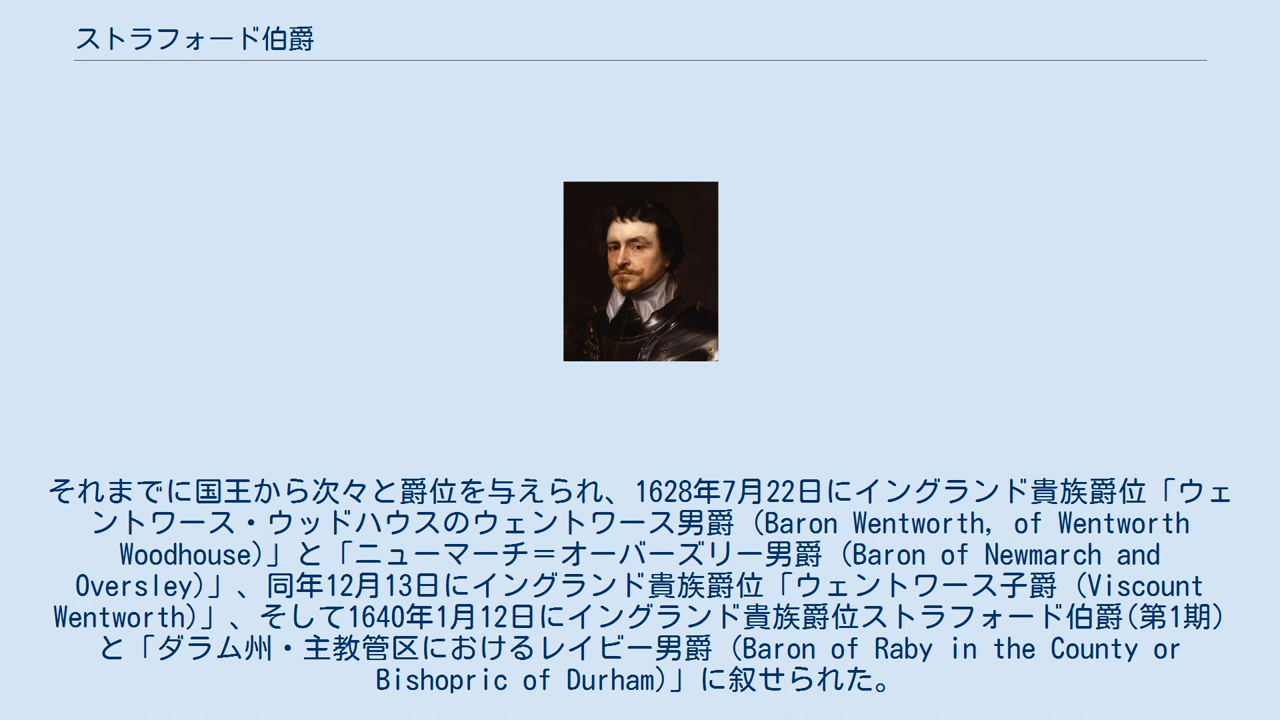 ストラフォード伯爵
それまでに国王から次々と爵位を与えられ、1628年7月22日にイングランド貴族爵位「ウェ
ントワース・ウッドハウスのウェントワース男爵 (Baron Wentworth, of Wentworth
Woodhouse)」と「ニューマーチ＝オーバーズリー男爵 (Baron of Newmarch and
Oversley)」、同年12月13日にイングランド貴族爵位「ウェントワース子爵 (Viscount
Wentworth)」、そして1640年1月12日にイングランド貴族爵位ストラフォード伯爵(第1期)
と「ダラム州・主教管区におけるレイビー男爵 (Baron of Raby in the County or
Bishopric of Durham)」に叙せられた。